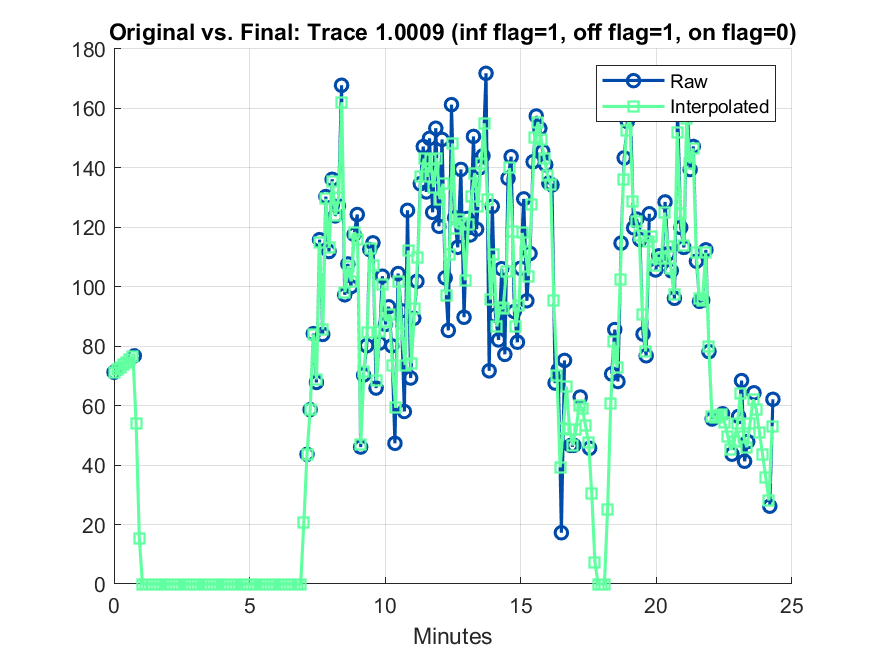 Original vs. Final: Trace 1.0009 (inf flag=1, off flag=1, on flag=0)
180
160
140
120
100
80
60
40
20
0
Raw
Interpolated
0 5 10 15 20 25
Minutes